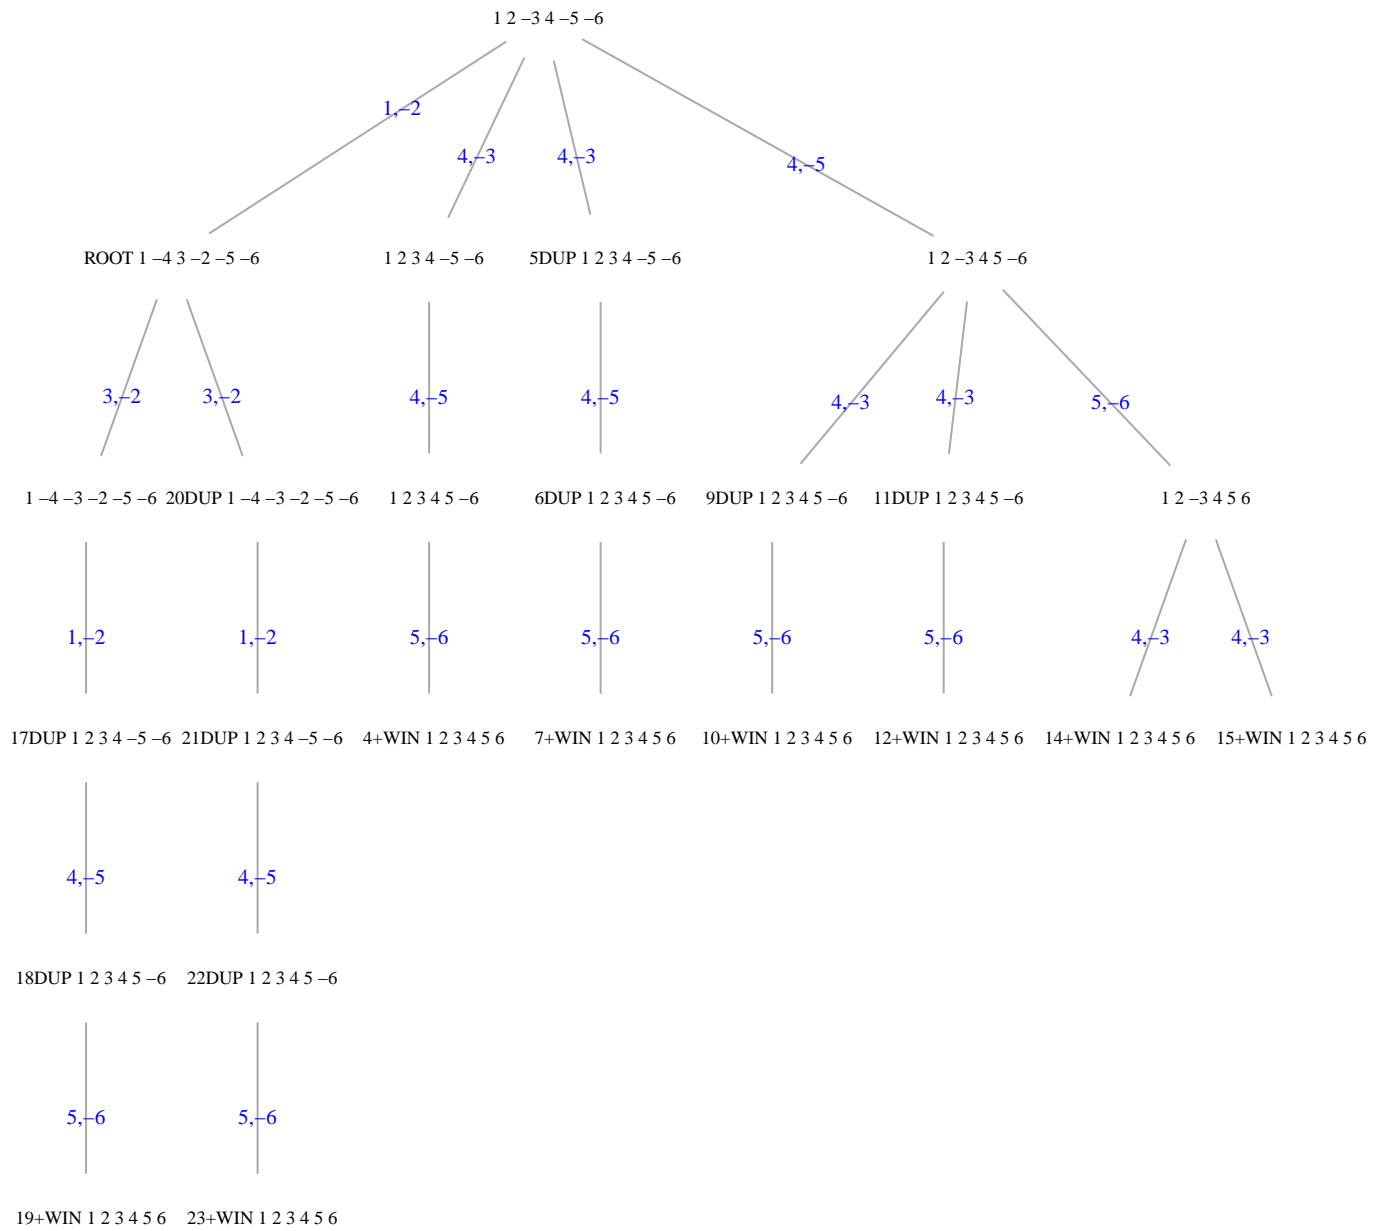 1 2 –3 4 –5 –6
1,–2
4,–3
4,–3
4,–5
ROOT 1 –4 3 –2 –5 –6
1 2 3 4 –5 –6
5DUP 1 2 3 4 –5 –6
1 2 –3 4 5 –6
3,–2
3,–2
4,–5
4,–5
4,–3
4,–3
5,–6
1 –4 –3 –2 –5 –6
20DUP 1 –4 –3 –2 –5 –6
1 2 3 4 5 –6
6DUP 1 2 3 4 5 –6
9DUP 1 2 3 4 5 –6
11DUP 1 2 3 4 5 –6
1 2 –3 4 5 6
1,–2
1,–2
5,–6
5,–6
5,–6
5,–6
4,–3
4,–3
17DUP 1 2 3 4 –5 –6
21DUP 1 2 3 4 –5 –6
4+WIN 1 2 3 4 5 6
7+WIN 1 2 3 4 5 6
10+WIN 1 2 3 4 5 6
12+WIN 1 2 3 4 5 6
14+WIN 1 2 3 4 5 6
15+WIN 1 2 3 4 5 6
4,–5
4,–5
18DUP 1 2 3 4 5 –6
22DUP 1 2 3 4 5 –6
5,–6
5,–6
19+WIN 1 2 3 4 5 6
23+WIN 1 2 3 4 5 6